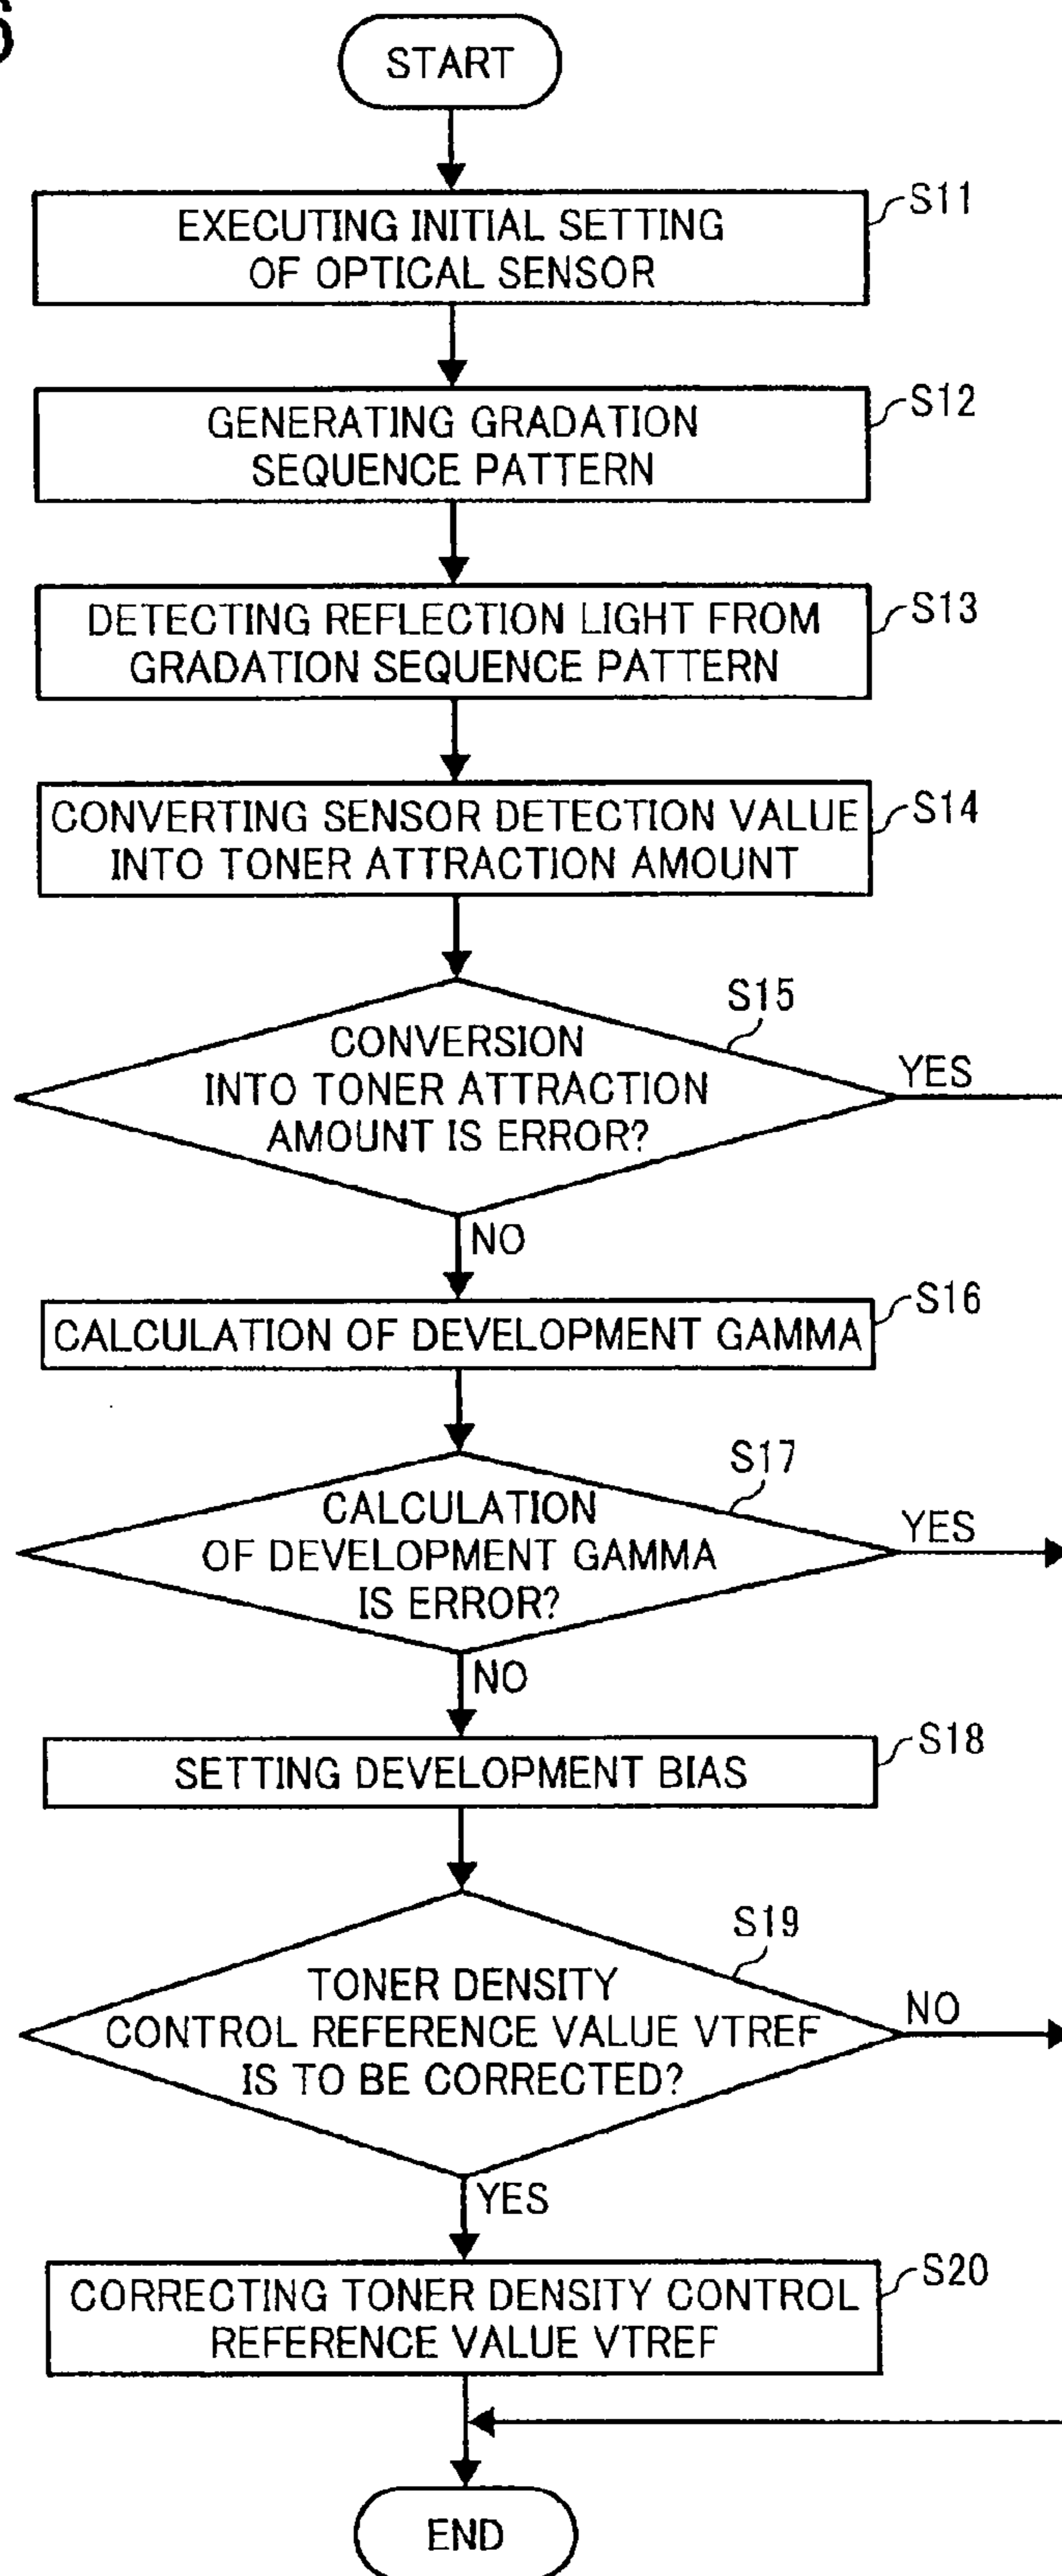 START
S11
EXECUTING INITIAL SETTING
OF OPTICAL SENSOR
S12
GENERATING GRADATION
SEQUENCE PATTERN
S13
DETECTING REFLECTION LIGHT FROM
GRADATION SEQUENCE PATTERN
S14
CONVERTING SENSOR DETECTION VALUE
INTO TONER ATTRACTION AMOUNT
S15
CONVERSION
INTO TONER ATTRACTION
AMOUNT IS ERROR?
YES
NO
S16
CALCULATION OF DEVELOPMENT GAMMA
S17
CALCULATION
OF DEVELOPMENT GAMMA
IS ERROR?
YES
NO
S18
SETTING DEVELOPMENT BIAS
S19
TONER DENSITY
CONTROL REFERENCE VALUE VTREF
IS TO BE CORRECTED?
NO
YES
S20
CORRECTING TONER DENSITY CONTROL
REFERENCE VALUE VTREF
END